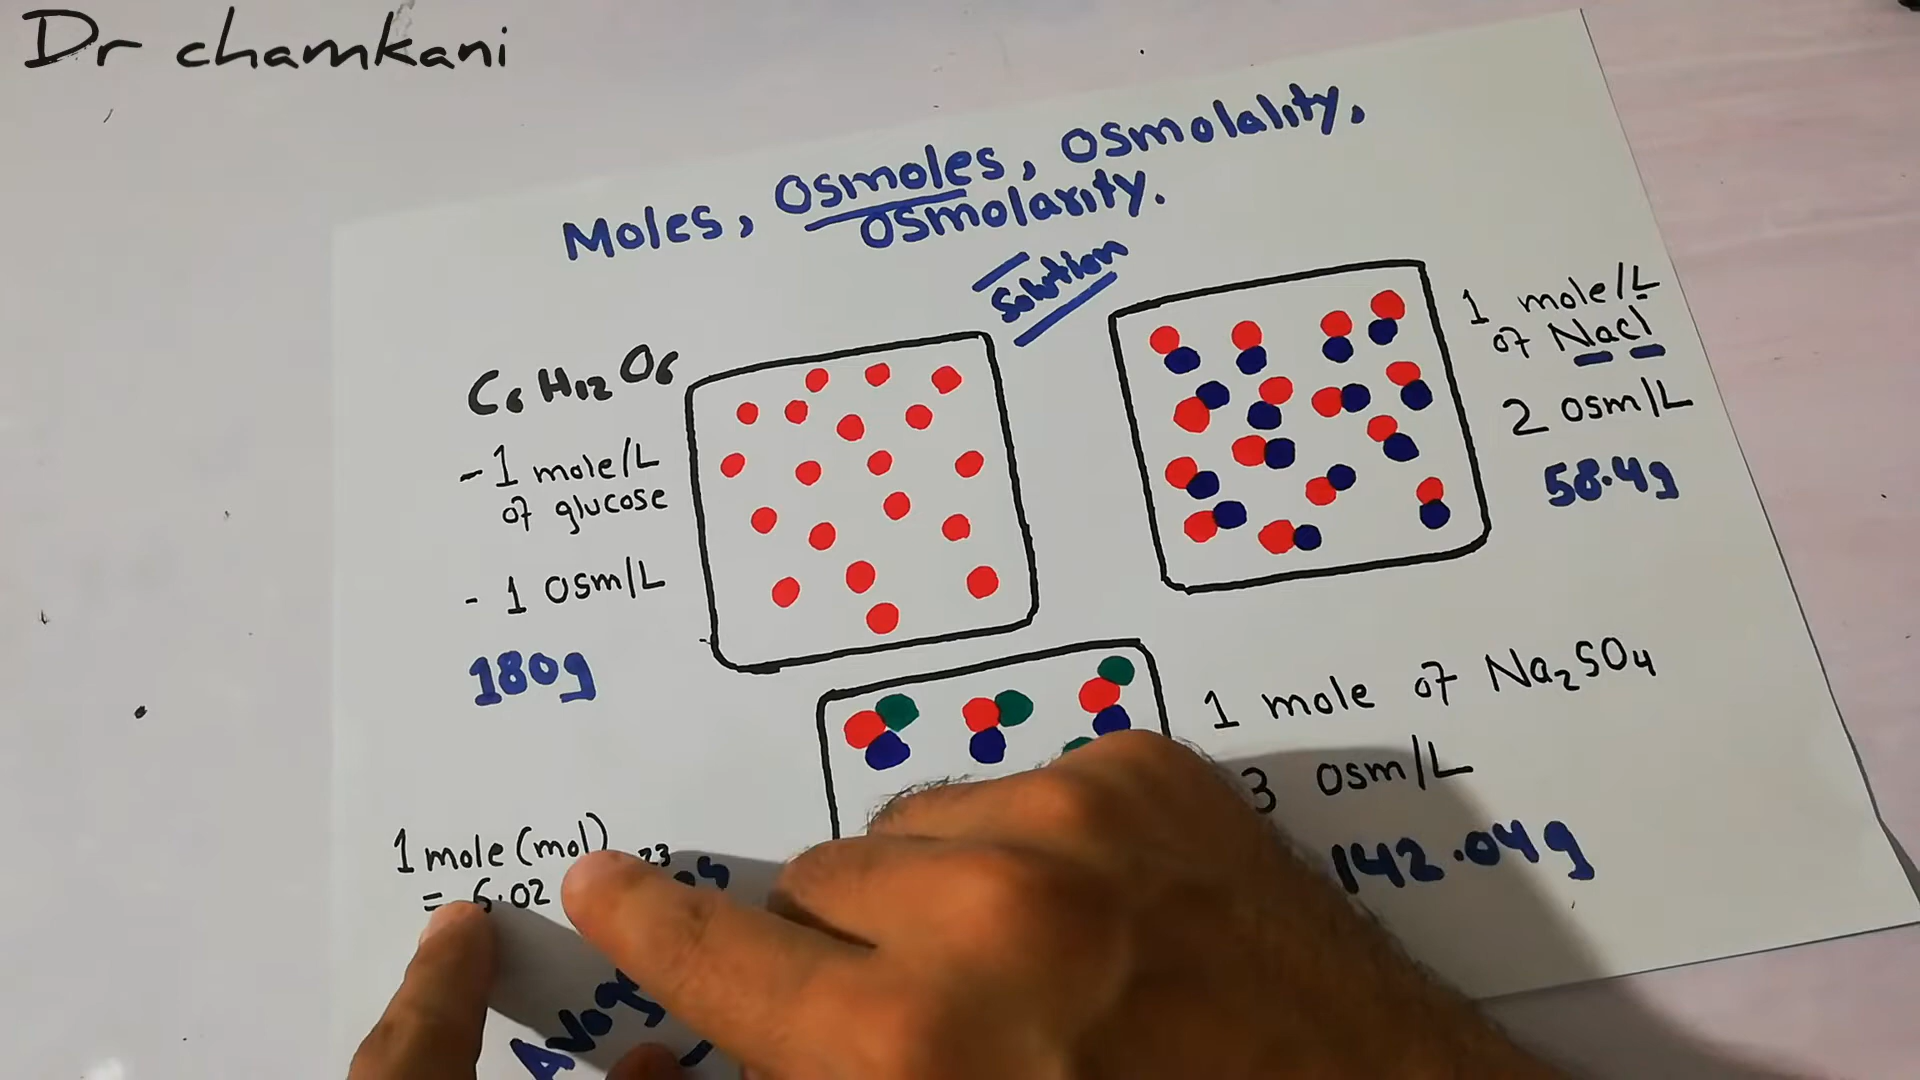 Dr chamkani
Moles, Osmoles, Osmolality,
Osmolarity.
Solution
C6 H12 O6
- 1 mole/L
of glucose
- 1 Osm/L
180g
1 mole/L
of Nacl
2 Osm/L
58.4g
1 mole of Na2SO4
3 Osm/L
142.04g
1 mole (mol)
= 6.02 23